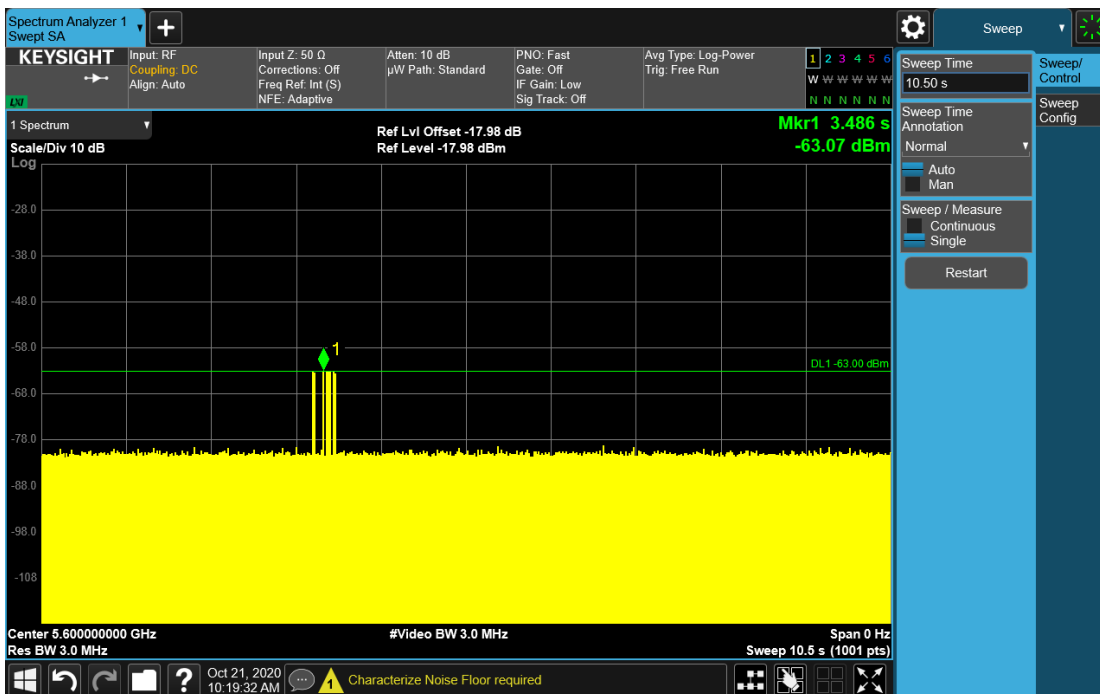 Spectrum Analyzer 1
Swept SA
Sweep
KEYSIGHT
LXI
Input: RF
Coupling: DC
Align: Auto
Input Z: 50 Ω
Corrections: Off
Freq Ref: Int (S)
NFE: Adaptive
Atten: 10 dB
µW Path: Standard
PNO: Fast
Gate: Off
IF Gain: Low
Sig Track: Off
Avg Type: Log-Power
Trig: Free Run
1 2 3 4 5 6
W W W W W W
N N N N N N
Sweep Time
10.50 s
Sweep Time
Annotation
Normal
Auto
Man
Sweep / Measure
Continuous
Single
Restart
Sweep/
Control
Sweep
Config
1 Spectrum
Scale/Div 10 dB
Log
Ref Lvl Offset -17.98 dB
Ref Level -17.98 dBm
Mkr1 3.486 s
-63.07 dBm
-28.0
-38.0
-48.0
-58.0
-68.0
-78.0
-88.0
-98.0
-108
1
DL1 -63.00 dBm
Center 5.600000000 GHz
Res BW 3.0 MHz
#Video BW 3.0 MHz
Span 0 Hz
Sweep 10.5 s (1001 pts)
?
Oct 21, 2020
10:19:32 AM
1
Characterize Noise Floor required